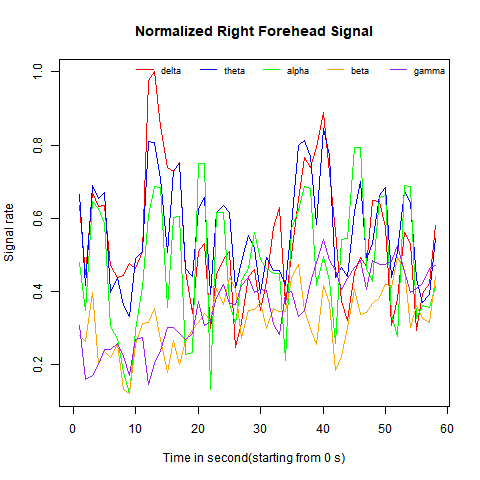 Normalized Right Forehead Signal
delta theta alpha beta gamma
1.0
0.8
0.6
0.4
0.2
Signal rate
0 10 20 30 40 50 60
Time in second(starting from 0 s)